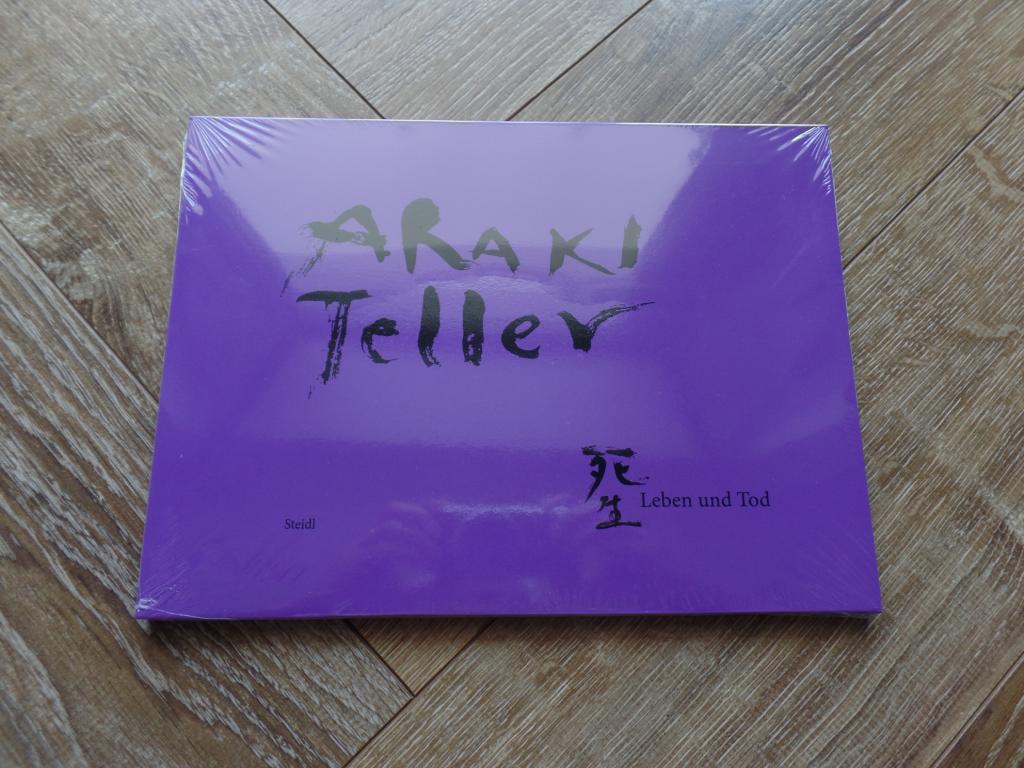 ARAKI
Teller
死
生
Leben und Tod
Steidl